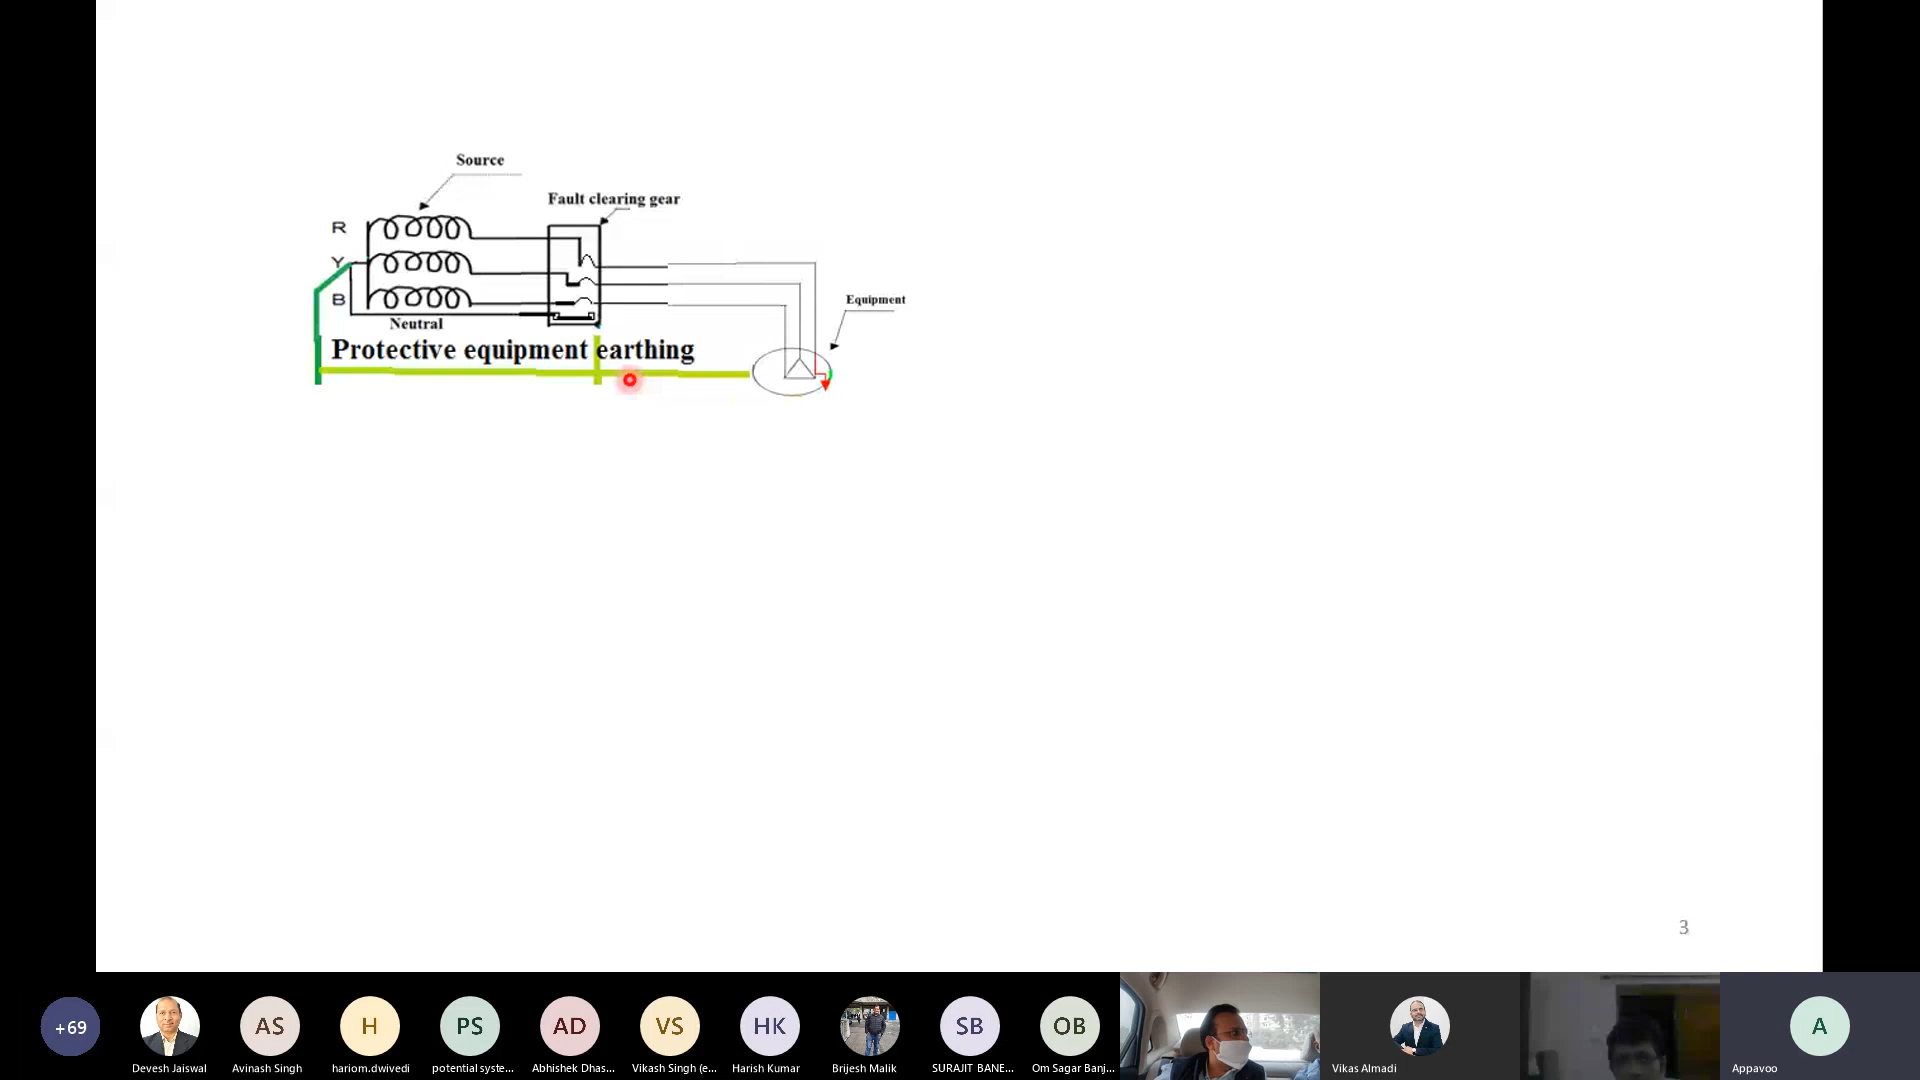 Source
Fault clearing gear
R
Y
B
Neutral
Equipment
Protective equipment earthing
3
+69
AS
H
PS
AD
VS
HK
SB
OB
A
Devesh Jaiswal
Avinash Singh
hariom.dwivedi
potential syste...
Abhishek Dhas...
Vikash Singh (e...
Harish Kumar
Brijesh Malik
SURAJIT BANE...
Om Sagar Banj...
Vikas Almadi
Appavoo